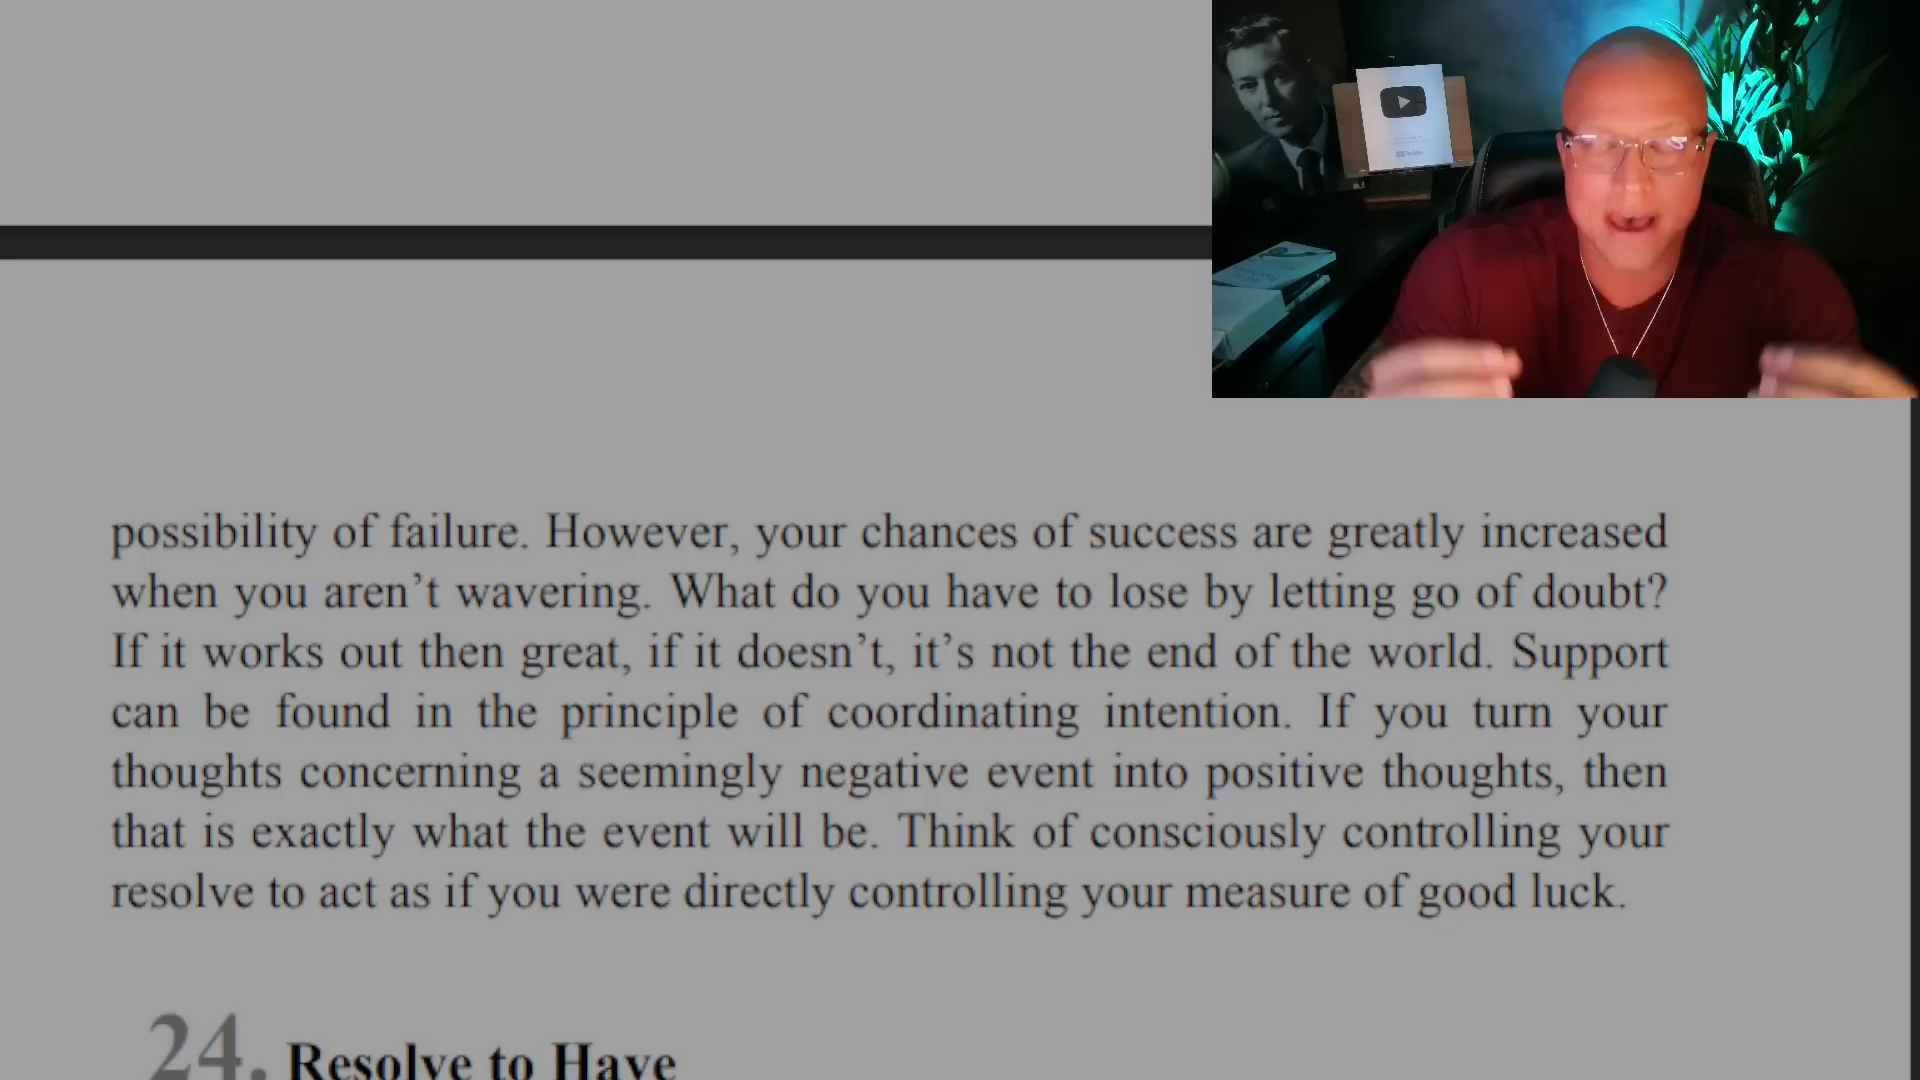 possibility of failure. However, your chances of success are greatly increased
when you aren’t wavering. What do you have to lose by letting go of doubt?
If it works out then great, if it doesn’t, it’s not the end of the world. Support
can be found in the principle of coordinating intention. If you turn your
thoughts concerning a seemingly negative event into positive thoughts, then
that is exactly what the event will be. Think of consciously controlling your
resolve to act as if you were directly controlling your measure of good luck.
24. Resolve to Have